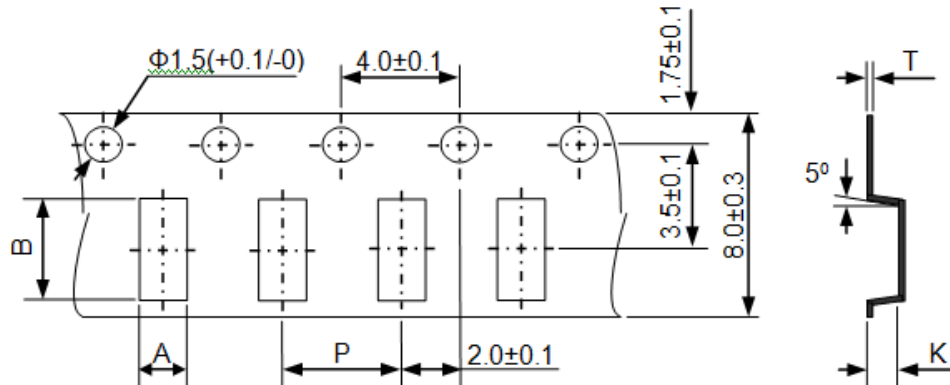 Φ1.5(+0.1/-0)
4.0±0.1
1.75±0.1
T
3.5±0.1
8.0±0.3
5⁰
B
A
P
2.0±0.1
K